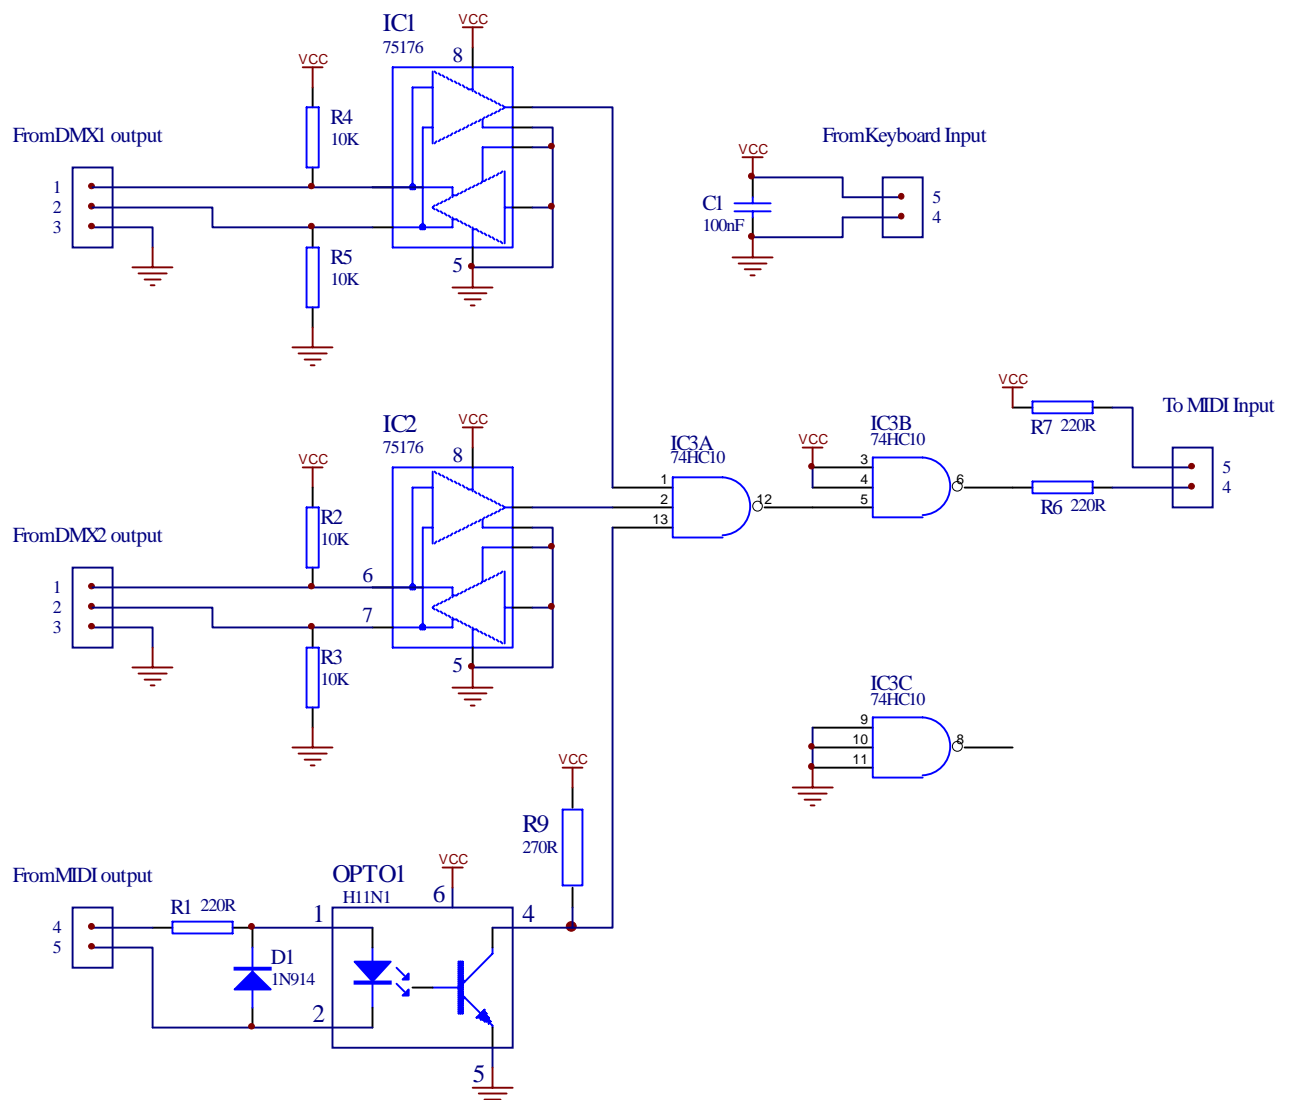 IC1
75176
VCC
8
VCC
R4
10K
FromDMX1 output
1
2
3
R5
10K
5
FromKeyboard Input
VCC
C1
100nF
5
4
IC2
75176
VCC
8
VCC
R2
10K
FromDMX2 output
1
2
3
6
7
R3
10K
5
IC3A
74HC10
1
2
13
12
VCC
IC3B
74HC10
3
4
5
6
VCC
R7 220R
R6 220R
To MIDI Input
5
4
IC3C
74HC10
9
10
11
8
VCC
R9
270R
FromMIDI output
4
5
R1 220R
D1
1N914
OPTO1
H11N1
VCC
6
1
2
4
5